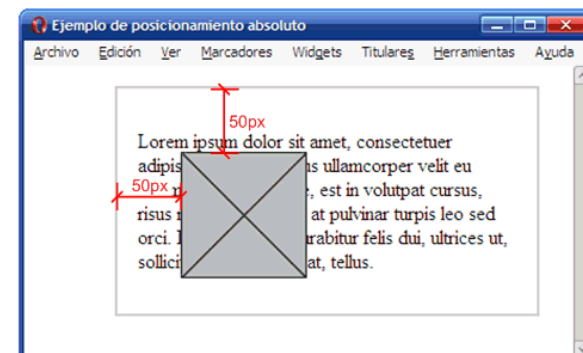 Ejemplo de posicionamiento absoluto
Archivo Edición Ver Marcadores Widgets Titulares Herramientas Ayuda
50px
Lorem ipsum dolor sit amet, consectetuer
adipis s ullamcorper velit eu
50px , est in volutpat cursus,
risus at pulvinar turpis leo sed
orci. rabitur felis dui, ultrices ut,
sollici at, tellus.